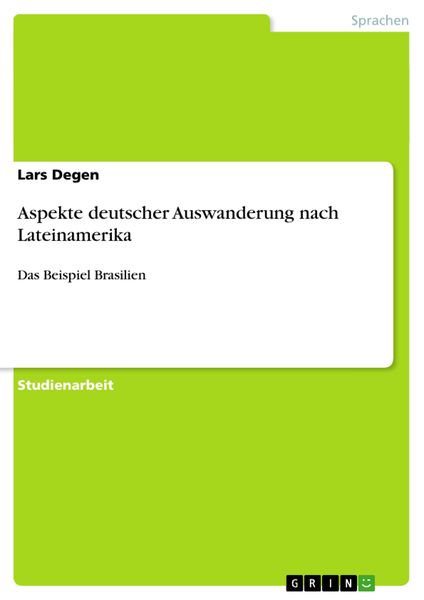 Sprachen
Lars Degen
Aspekte deutscher Auswanderung nach
Lateinamerika
Das Beispiel Brasilien
Studienarbeit
GRIN